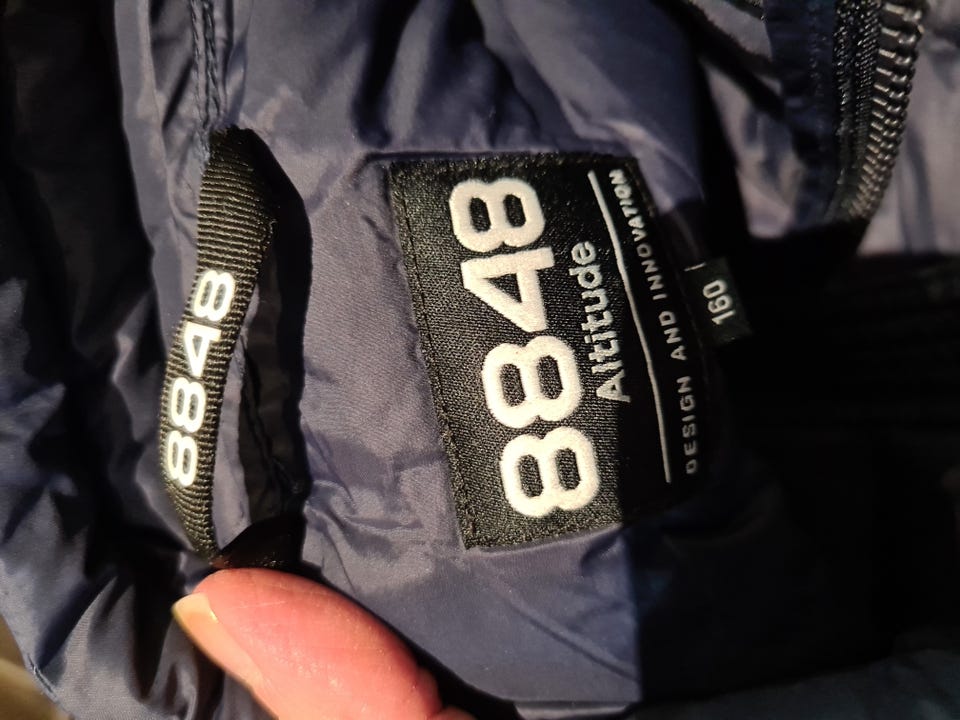 8848
8848
Altitude
DESIGN AND INNOVATION
160